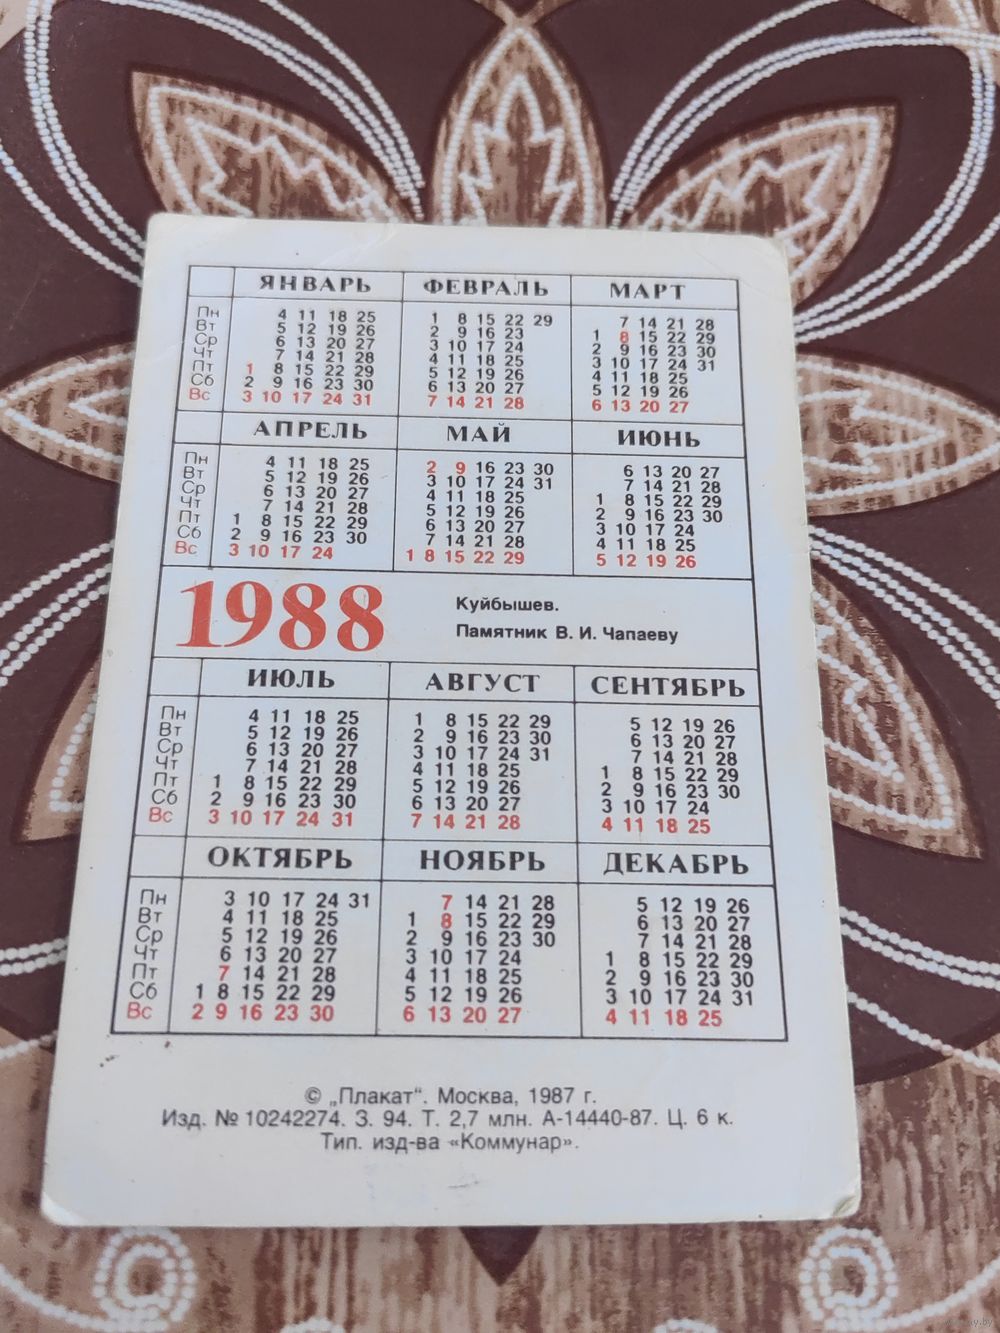 ЯНВАРЬ ФЕВРАЛЬ МАРТ
Пн 4 11 18 25 1 8 15 22 29 7 14 21 28
Вт 5 12 19 26 2 9 16 23 1 8 15 22 29
Ср 6 13 20 27 3 10 17 24 2 9 16 23 30
Чт 7 14 21 28 4 11 18 25 3 10 17 24 31
Пт 1 8 15 22 29 5 12 19 26 4 11 18 25
Сб 2 9 16 23 30 6 13 20 27 5 12 19 26
Вс 3 10 17 24 31 7 14 21 28 6 13 20 27
АПРЕЛЬ МАЙ ИЮНЬ
Пн 4 11 18 25 2 9 16 23 30 6 13 20 27
Вт 5 12 19 26 3 10 17 24 31 7 14 21 28
Ср 6 13 20 27 4 11 18 25 1 8 15 22 29
Чт 7 14 21 28 5 12 19 26 2 9 16 23 30
Пт 1 8 15 22 29 6 13 20 27 3 10 17 24
Сб 2 9 16 23 30 7 14 21 28 4 11 18 25
Вс 3 10 17 24 1 8 15 22 29 5 12 19 26
1988
Куйбышев.
Памятник В. И. Чапаеву
ИЮЛЬ АВГУСТ СЕНТЯБРЬ
Пн 4 11 18 25 1 8 15 22 29 5 12 19 26
Вт 5 12 19 26 2 9 16 23 30 6 13 20 27
Ср 6 13 20 27 3 10 17 24 31 7 14 21 28
Чт 7 14 21 28 4 11 18 25 1 8 15 22 29
Пт 1 8 15 22 29 5 12 19 26 2 9 16 23 30
Сб 2 9 16 23 30 6 13 20 27 3 10 17 24
Вс 3 10 17 24 31 7 14 21 28 4 11 18 25
ОКТЯБРЬ НОЯБРЬ ДЕКАБРЬ
Пн 3 10 17 24 31 7 14 21 28 5 12 19 26
Вт 4 11 18 25 1 8 15 22 29 6 13 20 27
Ср 5 12 19 26 2 9 16 23 30 7 14 21 28
Чт 6 13 20 27 3 10 17 24 1 8 15 22 29
Пт 7 14 21 28 4 11 18 25 2 9 16 23 30
Сб 1 8 15 22 29 5 12 19 26 3 10 17 24 31
Вс 2 9 16 23 30 6 13 20 27 4 11 18 25
© „Плакат“. Москва, 1987 г.
Изд. № 10242274. З. 94. Т. 2,7 млн. А-14440-87. Ц. 6 к.
Тип. изд-ва «Коммунар».